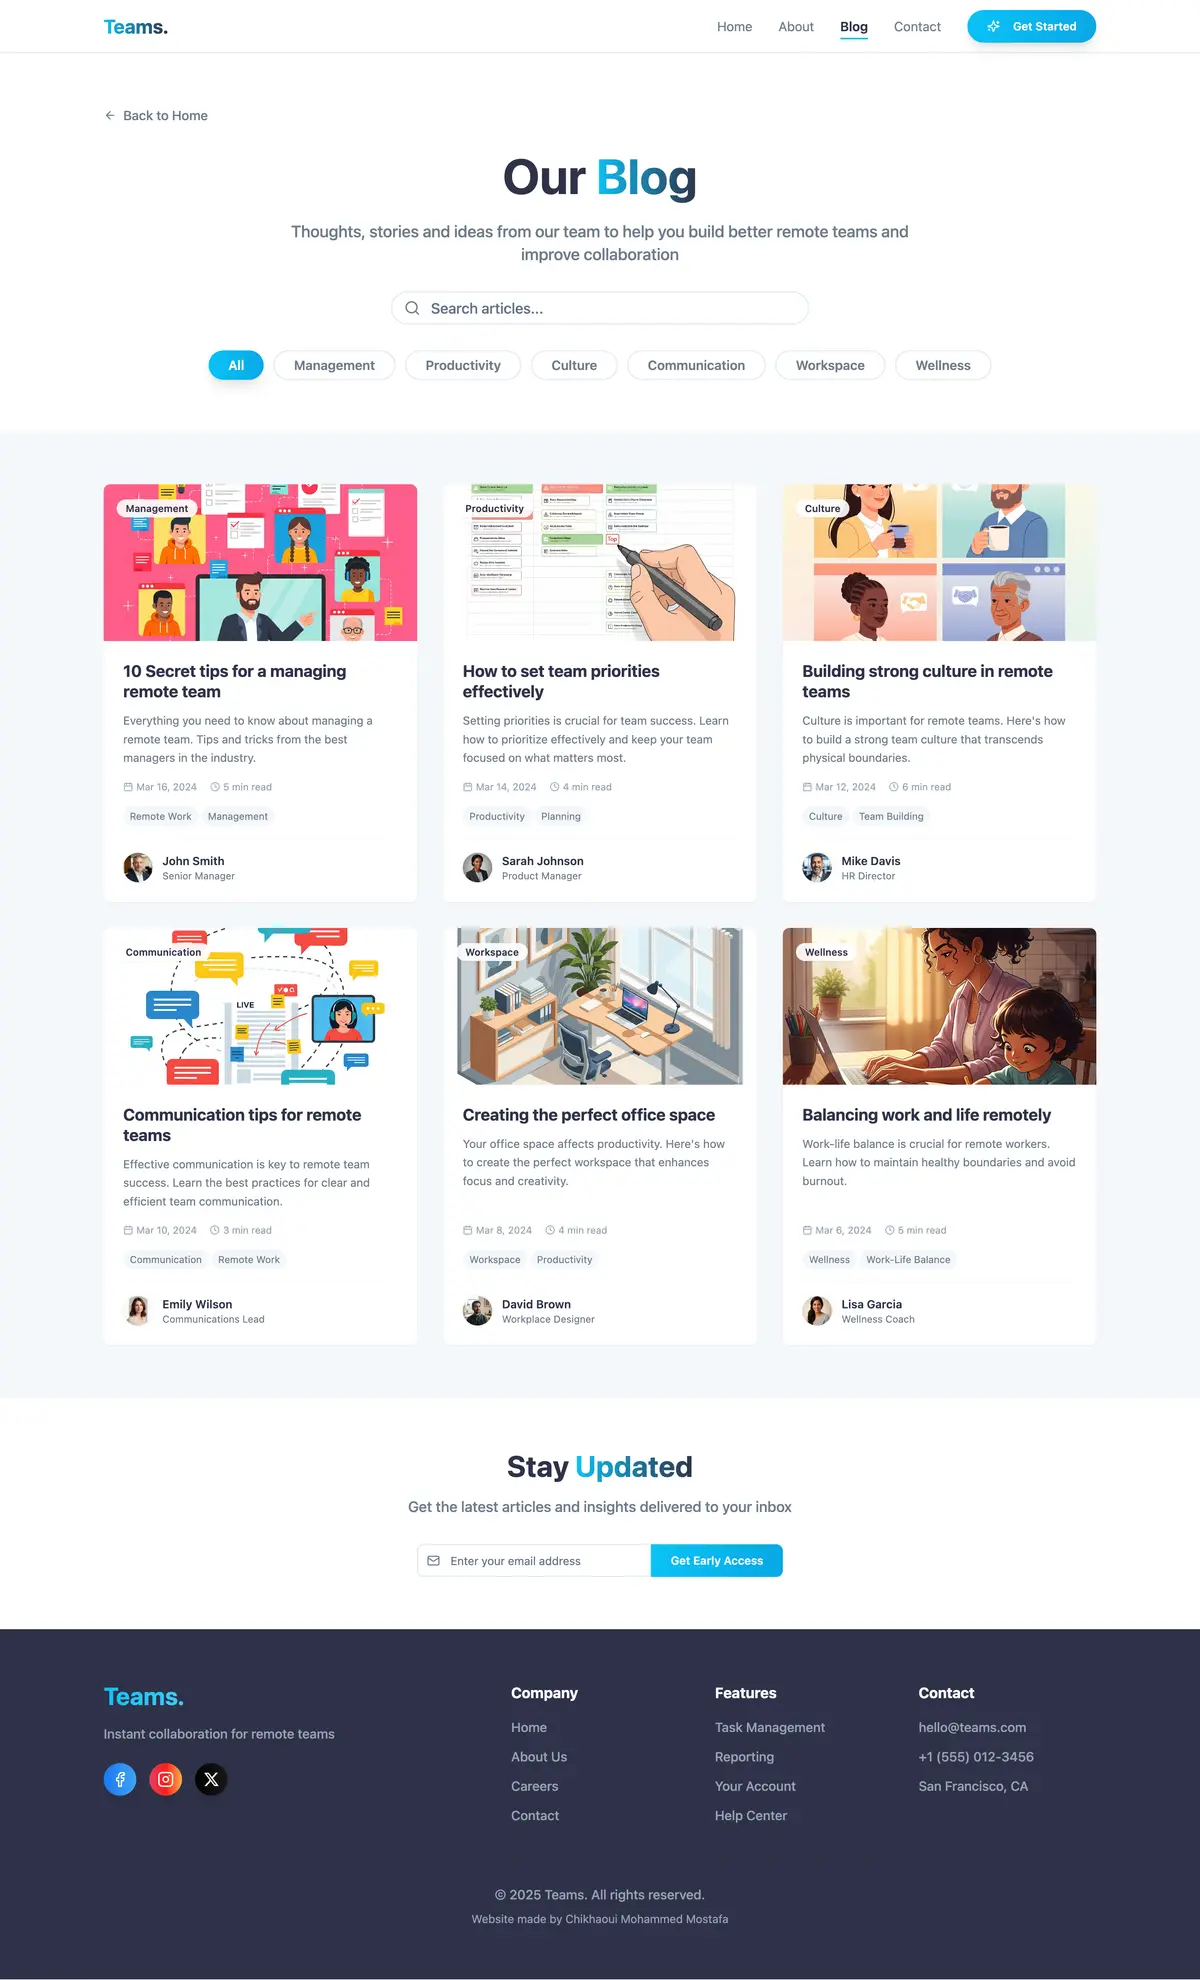 Teams.
Home About Blog Contact Get Started
Back to Home
Our Blog
Thoughts, stories and ideas from our team to help you build better remote teams and
improve collaboration
Search articles...
All Management Productivity Culture Communication Workspace Wellness
Management
10 Secret tips for a managing
remote team
Everything you need to know about managing a
remote team. Tips and tricks from the best
managers in the industry.
Mar 16, 2024 5 min read
Remote Work Management
John Smith
Senior Manager
Productivity
Top
How to set team priorities
effectively
Setting priorities is crucial for team success. Learn
how to prioritize effectively and keep your team
focused on what matters most.
Mar 14, 2024 4 min read
Productivity Planning
Sarah Johnson
Product Manager
Culture
Building strong culture in remote
teams
Culture is important for remote teams. Here's how
to build a strong team culture that transcends
physical boundaries.
Mar 12, 2024 6 min read
Culture Team Building
Mike Davis
HR Director
Communication
LIVE
Communication tips for remote
teams
Effective communication is key to remote team
success. Learn the best practices for clear and
efficient team communication.
Mar 10, 2024 3 min read
Communication Remote Work
Emily Wilson
Communications Lead
Workspace
Creating the perfect office space
Your office space affects productivity. Here's how
to create the perfect workspace that enhances
focus and creativity.
Mar 8, 2024 4 min read
Workspace Productivity
David Brown
Workplace Designer
Wellness
Balancing work and life remotely
Work-life balance is crucial for remote workers.
Learn how to maintain healthy boundaries and avoid
burnout.
Mar 6, 2024 5 min read
Wellness Work-Life Balance
Lisa Garcia
Wellness Coach
Stay Updated
Get the latest articles and insights delivered to your inbox
Enter your email address Get Early Access
Teams.
Instant collaboration for remote teams
Company
Home
About Us
Careers
Contact
Features
Task Management
Reporting
Your Account
Help Center
Contact
hello@teams.com
+1 (555) 012-3456
San Francisco, CA
© 2025 Teams. All rights reserved.
Website made by Chikhaoui Mohammed Mostafa